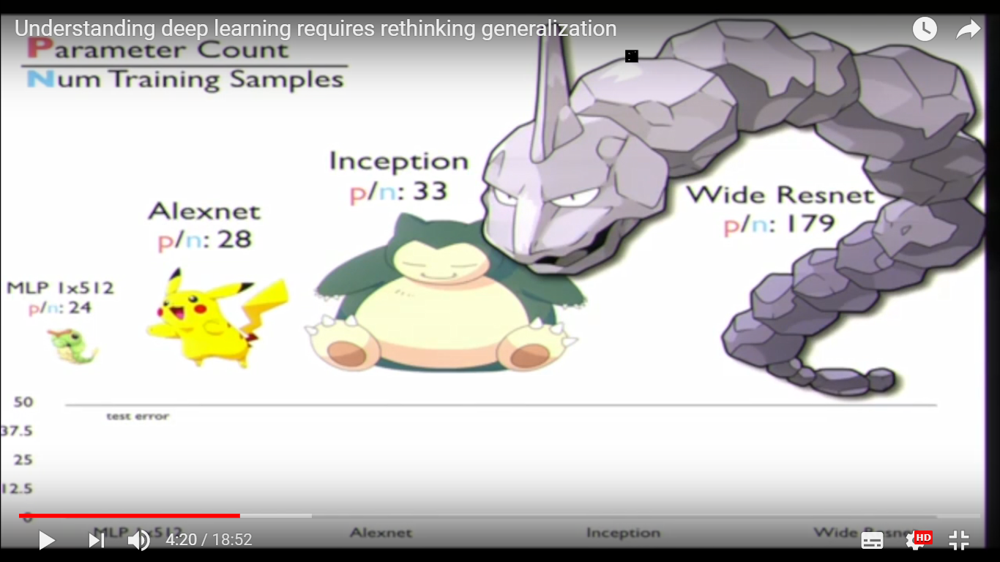 Understanding deep learning requires rethinking generalization
Parameter Count
Num Training Samples
Inception
p/n: 33
Wide Resnet
p/n: 179
Alexnet
p/n: 28
MLP 1x512
p/n: 24
50
test error
37.5
25
12.5
0
MLP 1x512
Alexnet
Inception
Wide Resnet
4:20 / 18:52
HD